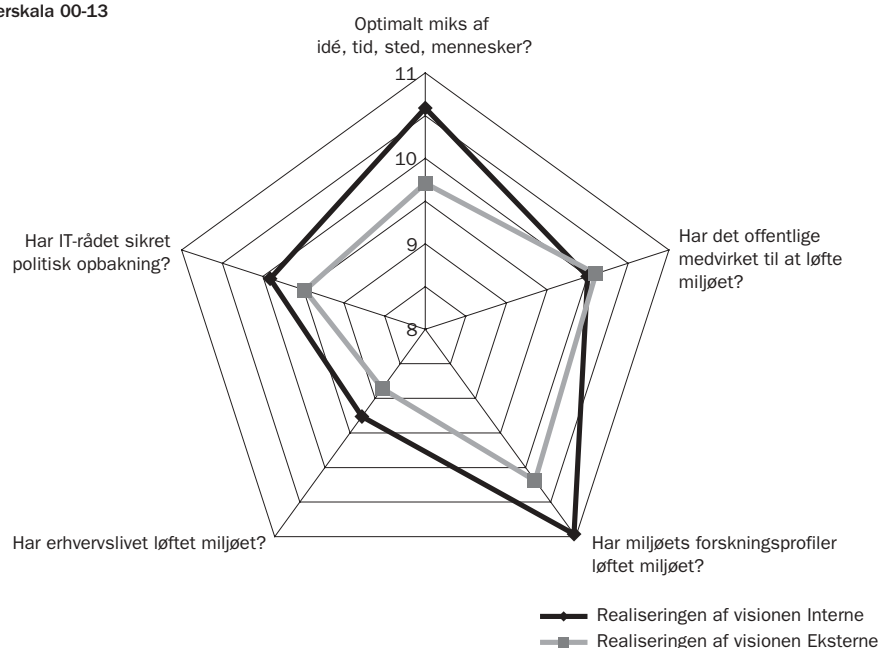 00-13
Optimalt miks af
idé, tid, sted, mennesker?
11
10
9
8
Har IT-rådet sikret
politisk opbakning?
Har det offentlige
medvirket til at løfte
miljøet?
Har erhvervslivet løftet miljøet?
Har miljøets forskningsprofiler
løftet miljøet?
Realiseringen af visionen Interne
Realiseringen af visionen Eksterne